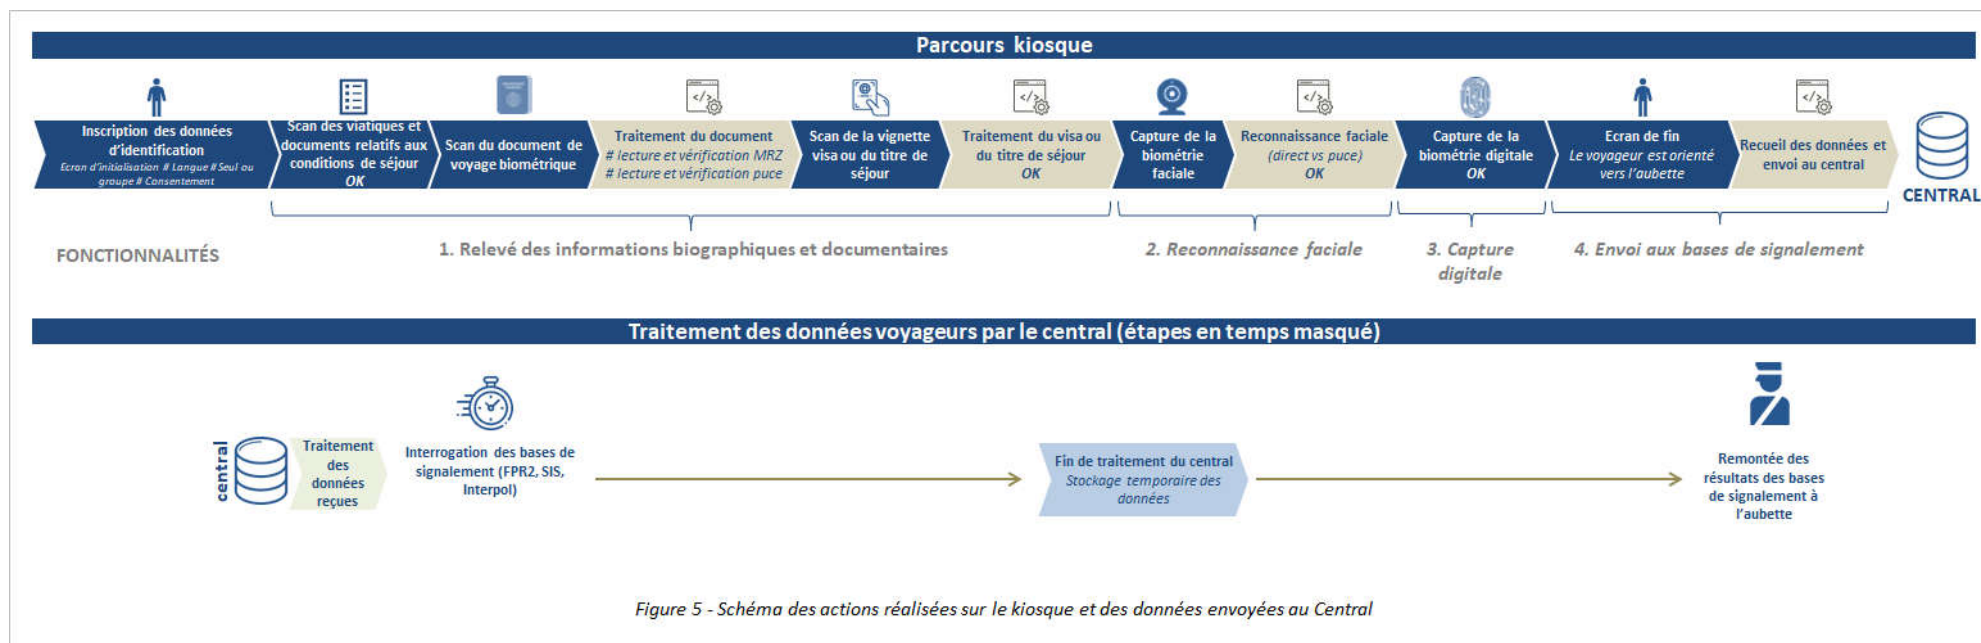 Parcours kiosque
Inscription des données
d'identification
Ecran d'initialisation # Langue # Seul ou
groupe # Consentement
Scan des viatiques et
documents relatifs aux
conditions de séjour
OK
Scan du document de
voyage biométrique
Traitement du document
# lecture et vérification MRZ
# lecture et vérification puce
Scan de la vignette
visa ou du titre de
séjour
Traitement du visa ou
du titre de séjour
OK
Capture de la
biométrie
faciale
Reconnaissance faciale
(direct vs puce)
OK
Capture de la
biométrie digitale
OK
Ecran de fin
Le voyageur est orienté
vers l'aubette
Recueil des données et
envoi au central
CENTRAL
FONCTIONNALITÉS
1. Relevé des informations biographiques et documentaires
2. Reconnaissance faciale
3. Capture
digitale
4. Envoi aux bases de signalement
Traitement des données voyageurs par le central (étapes en temps masqué)
central
Traitement
des
données
reçues
Interrogation des bases de
signalement (FPR2, SIS,
Interpol)
Fin de traitement du central
Stockage temporaire des
données
Remontée des
résultats des bases
de signalement à
l'aubette
Figure 5 - Schéma des actions réalisées sur le kiosque et des données envoyées au Central